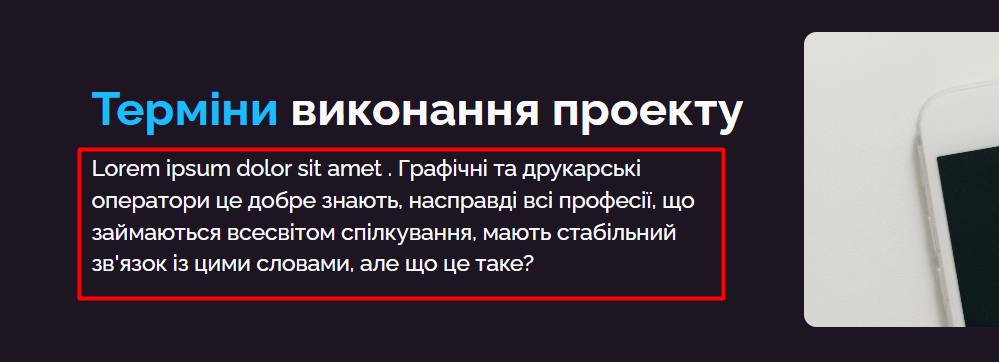 Терміни виконання проекту
Lorem ipsum dolor sit amet . Графічні та друкарські
оператори це добре знають, насправді всі професії, що
займаються всесвітом спілкування, мають стабільний
зв'язок із цими словами, але що це таке?